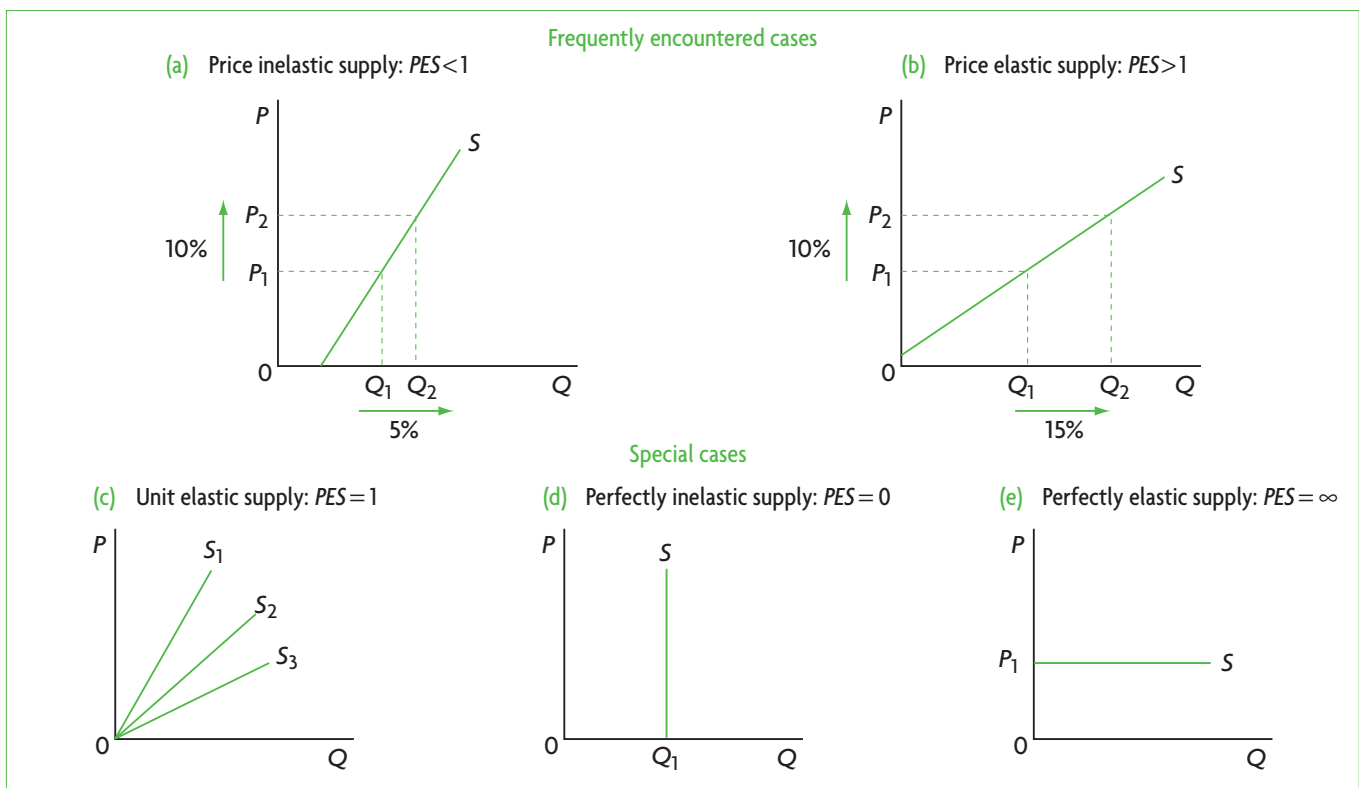 Frequently encountered cases
(a) Price inelastic supply: PES<1
(b) Price elastic supply: PES>1
P
S
P2
10%
P1
0
Q1 Q2 Q
5%
P
S
P2
10%
P1
0
Q1 Q2 Q
15%
Special cases
(c) Unit elastic supply: PES=1
(d) Perfectly inelastic supply: PES=0
(e) Perfectly elastic supply: PES=∞
P
S1
S2
S3
0
Q
P
S
0
Q1 Q
P
P1
S
0
Q